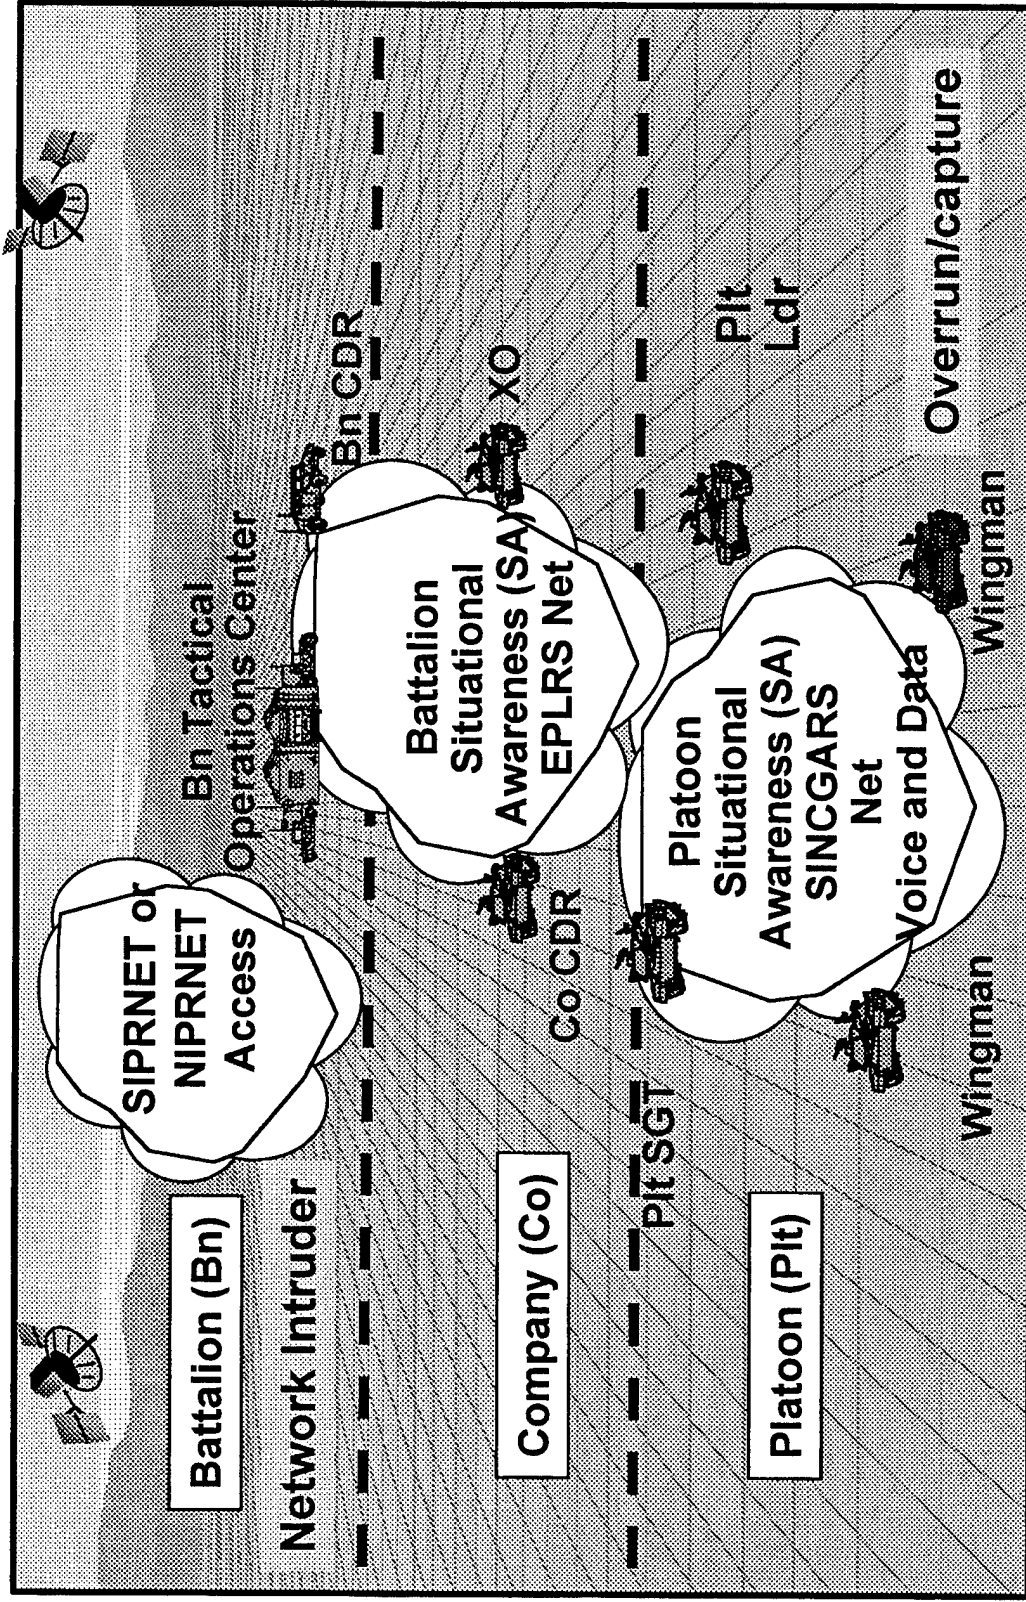 Battalion (Bn)
Network Intruder
SIPRNET or
NIPRNET
Access
Bn Tactical
Operations Center
Bn CDR
Company (Co)
Co CDR
Battalion
Situational
Awareness (SA)
EPLRS Net
XO
Platoon (Plt)
Plt SGT
Platoon
Situational
Awareness (SA)
SINCGARS
Net
Voice and Data
Plt
Ldr
Wingman
Wingman
Overrun/capture